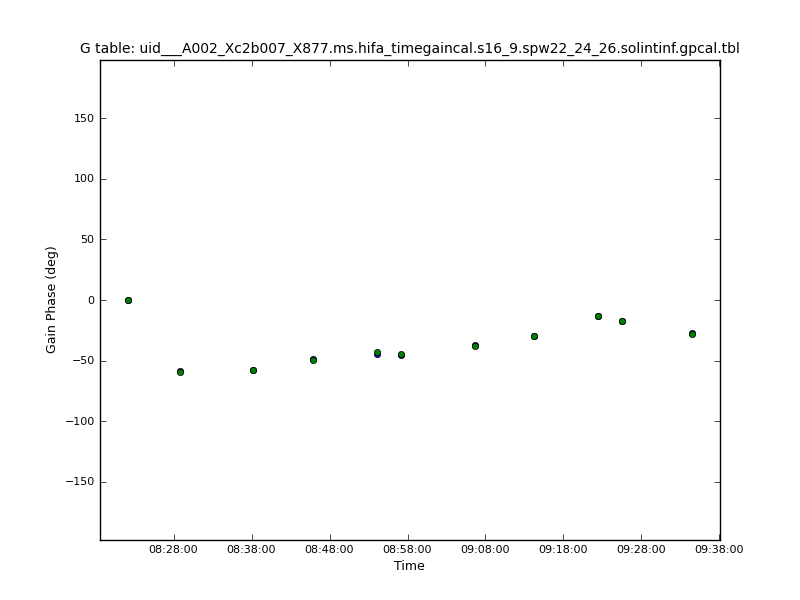 G table: uid___A002_Xc2b007_X877.ms.hifa_timegaincal.s16_9.spw22_24_26.solintinf.gpcal.tbl
150
100
50
0
−50
−100
−150
Gain Phase (deg)
08:28:00 08:38:00 08:48:00 08:58:00 09:08:00 09:18:00 09:28:00 09:38:00
Time